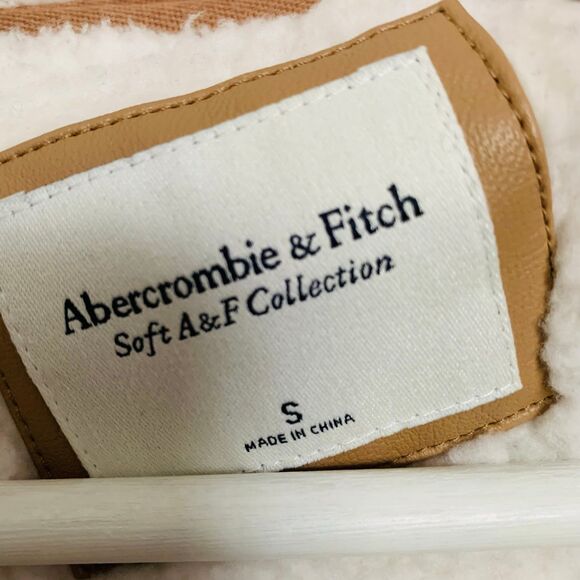 Abercrombie & Fitch
Soft A&F Collection
S
MADE IN CHINA